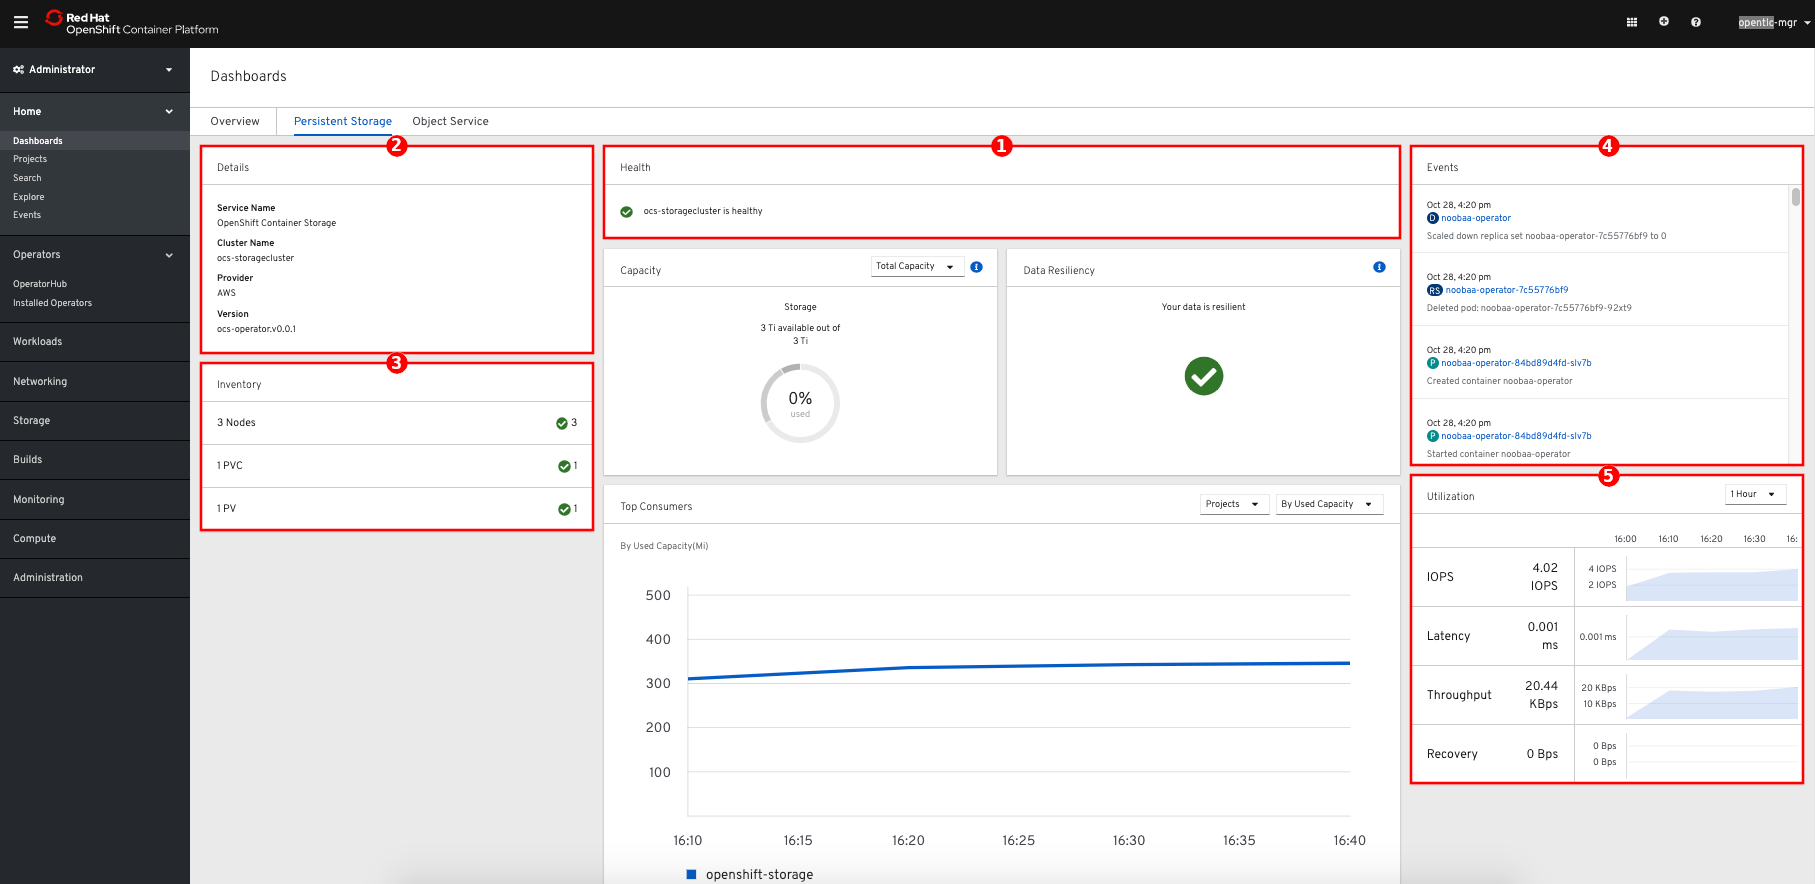 Red Hat
OpenShift Container Platform
opentlc-mgr
Administrator
Home
Dashboards
Projects
Search
Explore
Events
Operators
OperatorHub
Installed Operators
Workloads
Networking
Storage
Builds
Monitoring
Compute
Administration
Dashboards
Overview
Persistent Storage
Object Service
2
Details
Service Name
OpenShift Container Storage
Cluster Name
ocs-storagecluster
Provider
AWS
Version
ocs-operator.v0.0.1
3
Inventory
3 Nodes
3
1 PVC
1
1 PV
1
1
Health
ocs-storagecluster is healthy
Capacity
Total Capacity
Storage
3 Ti available out of
3 Ti
0%
used
Data Resiliency
Your data is resilient
Top Consumers
Projects
By Used Capacity
By Used Capacity(Mi)
500
400
300
200
100
16:10 16:15 16:20 16:25 16:30 16:35 16:40
openshift-storage
4
Events
Oct 28, 4:20 pm
D noobaa-operator
Scaled down replica set noobaa-operator-7c55776bf9 to 0
Oct 28, 4:20 pm
RS noobaa-operator-7c55776bf9
Deleted pod: noobaa-operator-7c55776bf9-92xt9
Oct 28, 4:20 pm
P noobaa-operator-84bd89d4fd-slv7b
Created container noobaa-operator
Oct 28, 4:20 pm
P noobaa-operator-84bd89d4fd-slv7b
Started container noobaa-operator
5
Utilization
1 Hour
16:00 16:10 16:20 16:30 16:
IOPS
4.02
IOPS
4 IOPS
2 IOPS
Latency
0.001
ms
0.001 ms
Throughput
20.44
KBps
20 KBps
10 KBps
Recovery
0 Bps
0 Bps
0 Bps